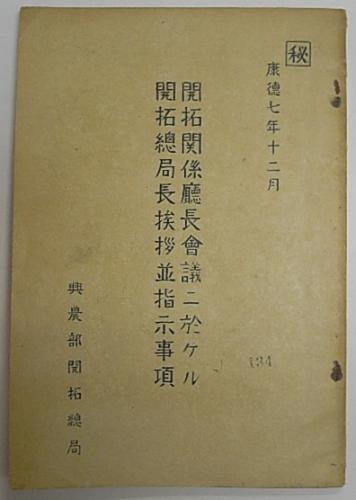 秘
康德七年十二月
開拓関係廳長會議ニ於ケル
開拓總局長挨拶並指示事項
興農部開拓總局
134